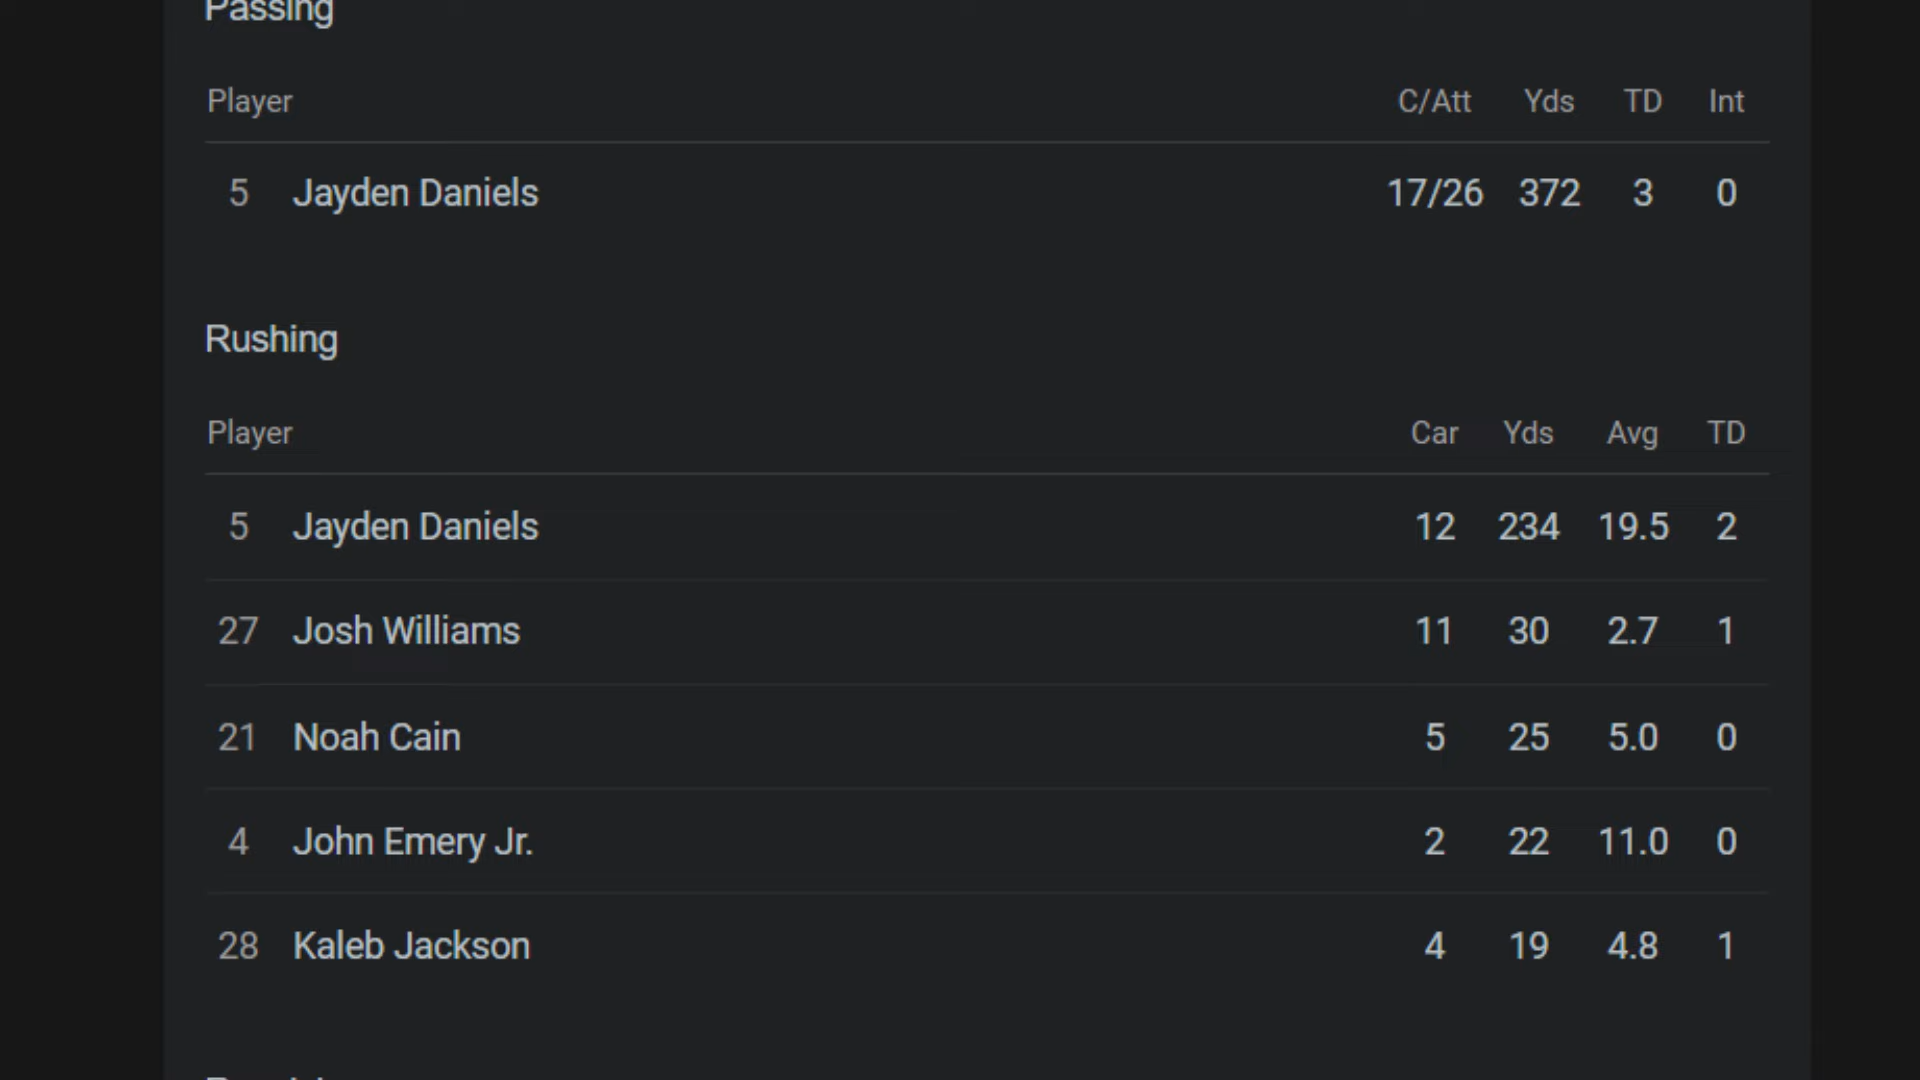 Passing
Player C/Att Yds TD Int
5 Jayden Daniels 17/26 372 3 0
Rushing
Player Car Yds Avg TD
5 Jayden Daniels 12 234 19.5 2
27 Josh Williams 11 30 2.7 1
21 Noah Cain 5 25 5.0 0
4 John Emery Jr. 2 22 11.0 0
28 Kaleb Jackson 4 19 4.8 1